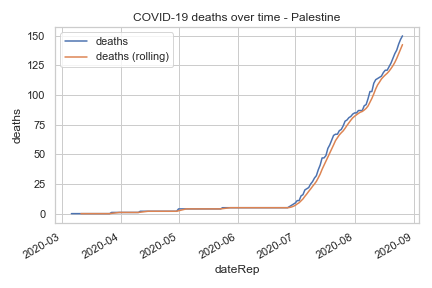 COVID-19 deaths over time - Palestine
deaths
deaths (rolling)
150
125
100
75
50
25
0
deaths
2020-03
2020-04
2020-05
2020-06
2020-07
2020-08
2020-09
dateRep